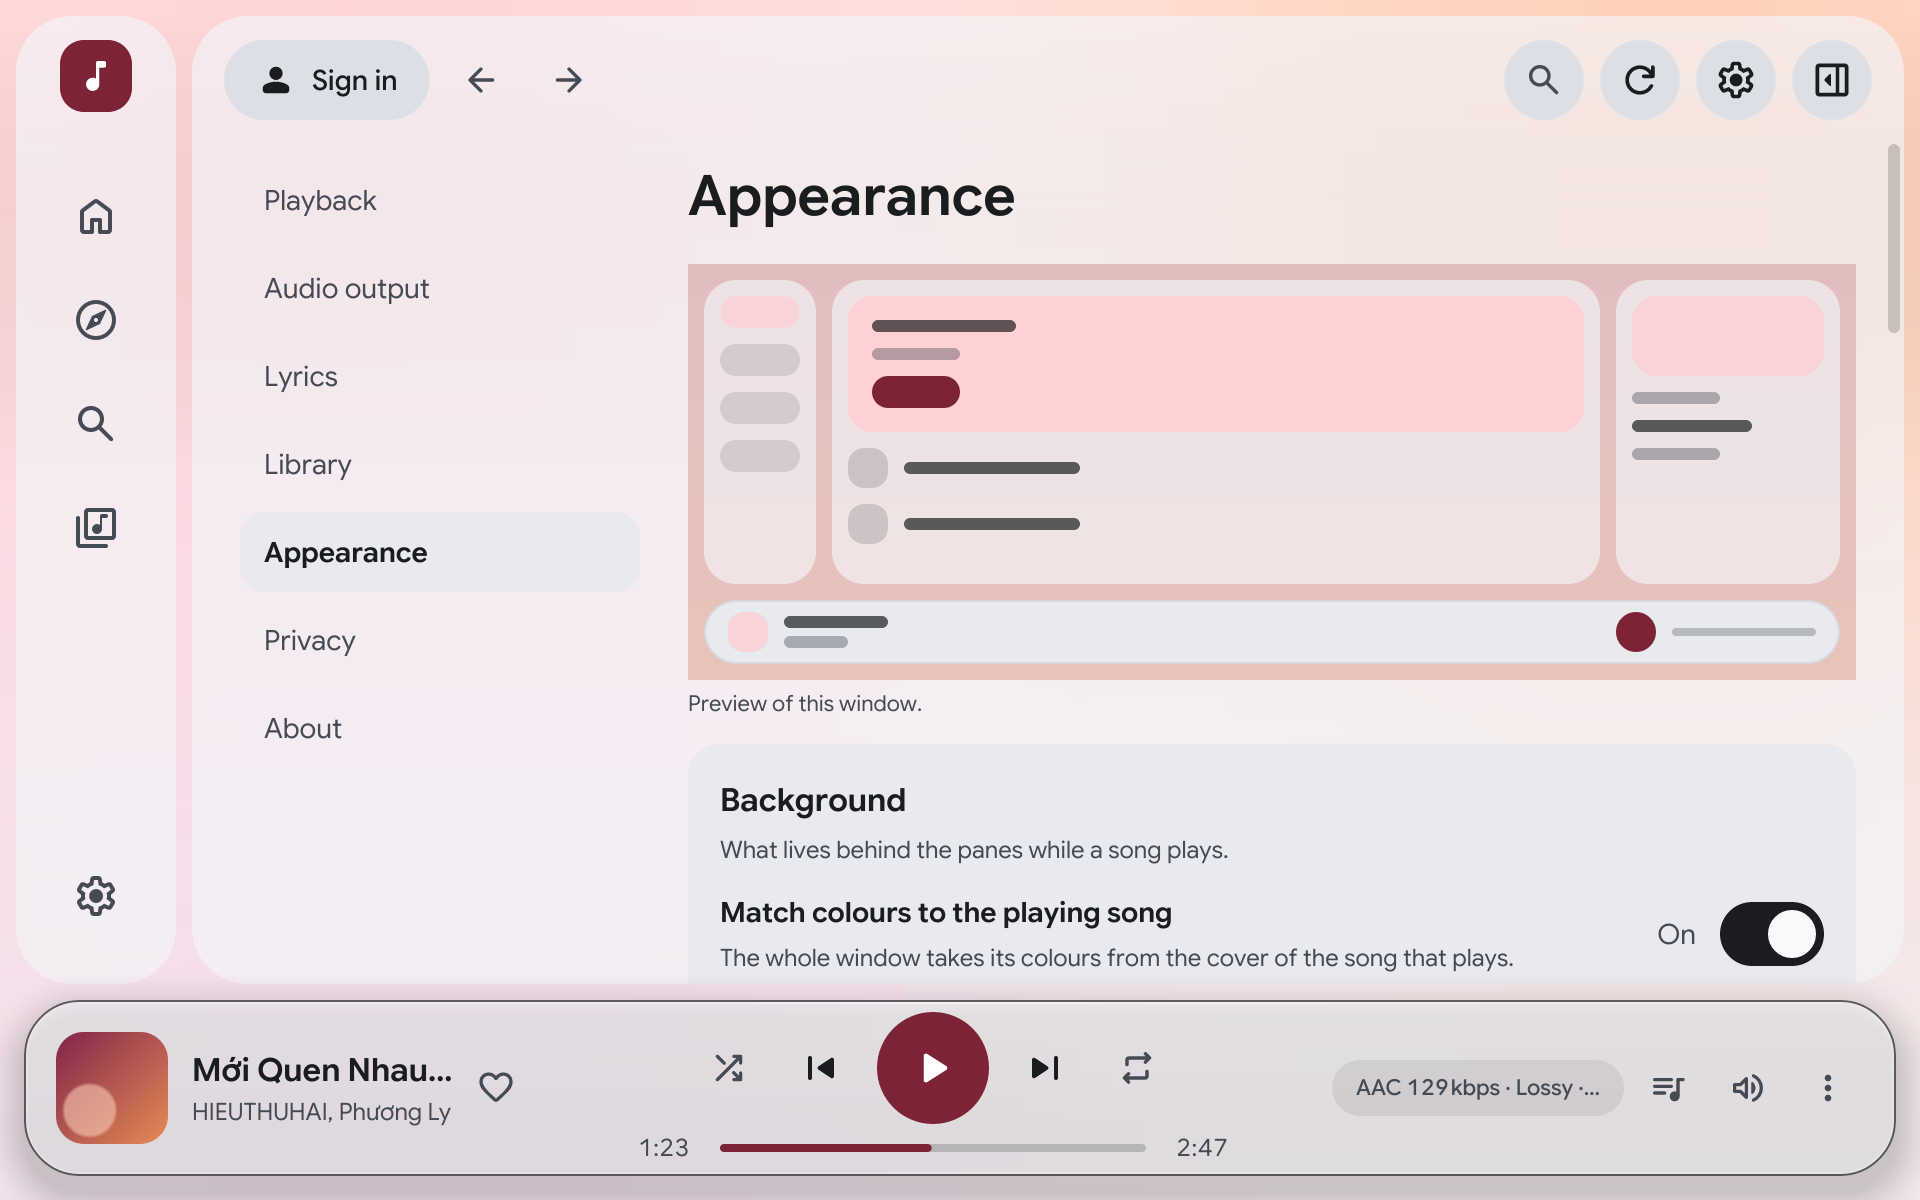 Sign in
Playback
Audio output
Lyrics
Library
Appearance
Privacy
About
Appearance
Preview of this window.
Background
What lives behind the panes while a song plays.
Match colours to the playing song
The whole window takes its colours from the cover of the song that plays.
On
Mới Quen Nhau...
HIEUTHUHAI, Phương Ly
1:23
2:47
AAC 129kbps · Lossy ·...